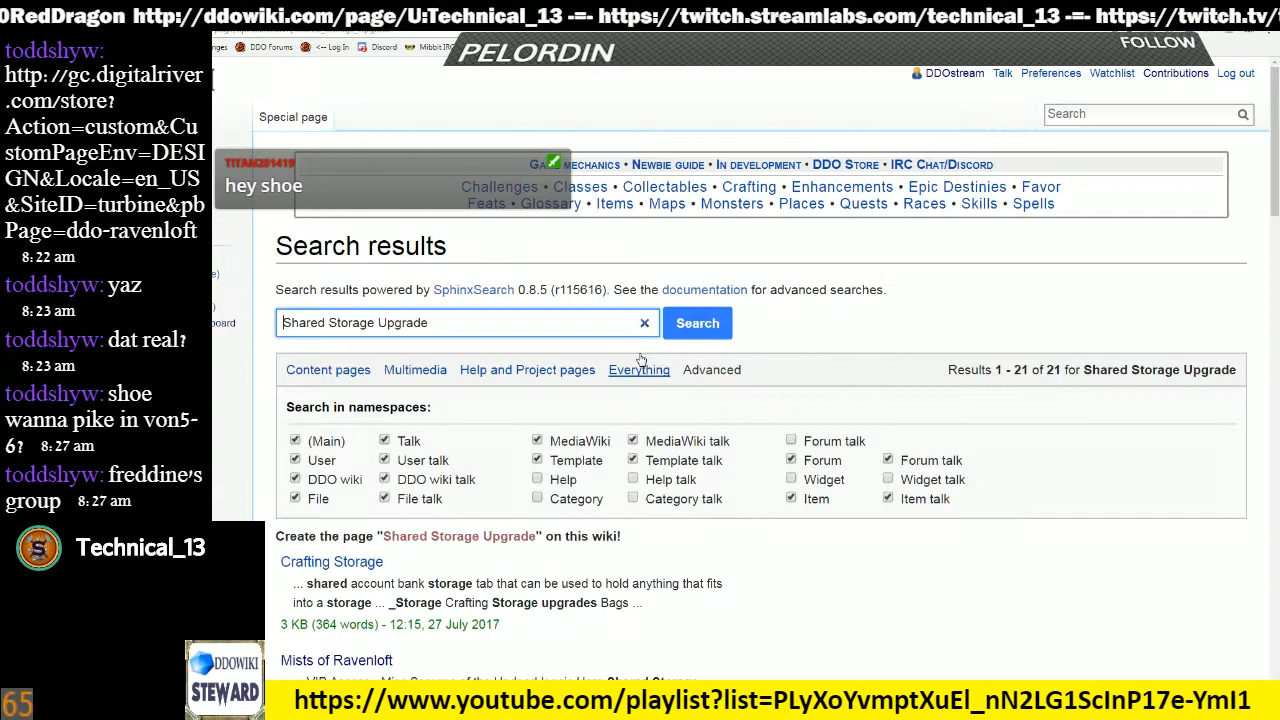 0RedDragon http://ddowiki.com/page/U:Technical_13 -=- https://twitch.streamlabs.com/technical_13 -=- https://twitch.tv/
toddshyw:
http://gc.digitalriver
.com/store?
Action=custom&Cu
stomPageEnv=DESI
GN&Locale=en_US
&SiteID=turbine&pb
Page=ddo-ravenloft
8:22 am
toddshyw: yaz
8:23 am
toddshyw: dat real?
8:23 am
toddshyw: shoe
wanna pike in von5-
6? 8:27 am
toddshyw: freddine's
group 8:27 am
Technical_13
DDOWIKI
STEWARD
65
nges DDO Forums <-- Log In Discord Mibbit IRC
PELORDIN
FOLLOW
DDOstream Talk Preferences Watchlist Contributions Log out
Special page
Search
TITAN201419
hey shoe
Ga MECHANICS • NEWBIE GUIDE • IN DEVELOPMENT • DDO STORE • IRC CHAT/DISCORD
Challenges • Classes • Collectables • Crafting • Enhancements • Epic Destinies • Favor
Feats • Glossary • Items • Maps • Monsters • Places • Quests • Races • Skills • Spells
e)
)
board
Search results
Search results powered by SphinxSearch 0.8.5 (r115616). See the documentation for advanced searches.
Shared Storage Upgrade
Search
Content pages Multimedia Help and Project pages Everything Advanced Results 1 - 21 of 21 for Shared Storage Upgrade
Search in namespaces:
(Main) Talk MediaWiki MediaWiki talk Forum talk
User User talk Template Template talk Forum Forum talk
DDO wiki DDO wiki talk Help Help talk Widget Widget talk
File File talk Category Category talk Item Item talk
Create the page "Shared Storage Upgrade" on this wiki!
Crafting Storage
... shared account bank storage tab that can be used to hold anything that fits
into a storage ... _Storage Crafting Storage upgrades Bags ...
3 KB (364 words) - 12:15, 27 July 2017
Mists of Ravenloft
https://www.youtube.com/playlist?list=PLyXoYvmptXuEl_nN2LG1ScInP17e-YmI1